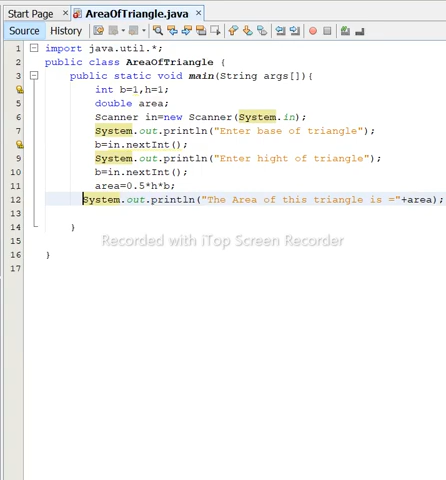 Start Page × AreaOfTriangle.java ×
Source History
1 import java.util.*;
2 public class AreaOfTriangle {
3 public static void main(String args[]){
int b=1,h=1;
5 double area;
6 Scanner in=new Scanner(System.in);
7 System.out.println("Enter base of triangle");
b=in.nextInt();
9 System.out.println("Enter hight of triangle");
10 b=in.nextInt();
11 area=0.5*h*b;
12 System.out.println("The Area of this triangle is ="+area);
13
14 }
15
16 }
17
Recorded with iTop Screen Recorder